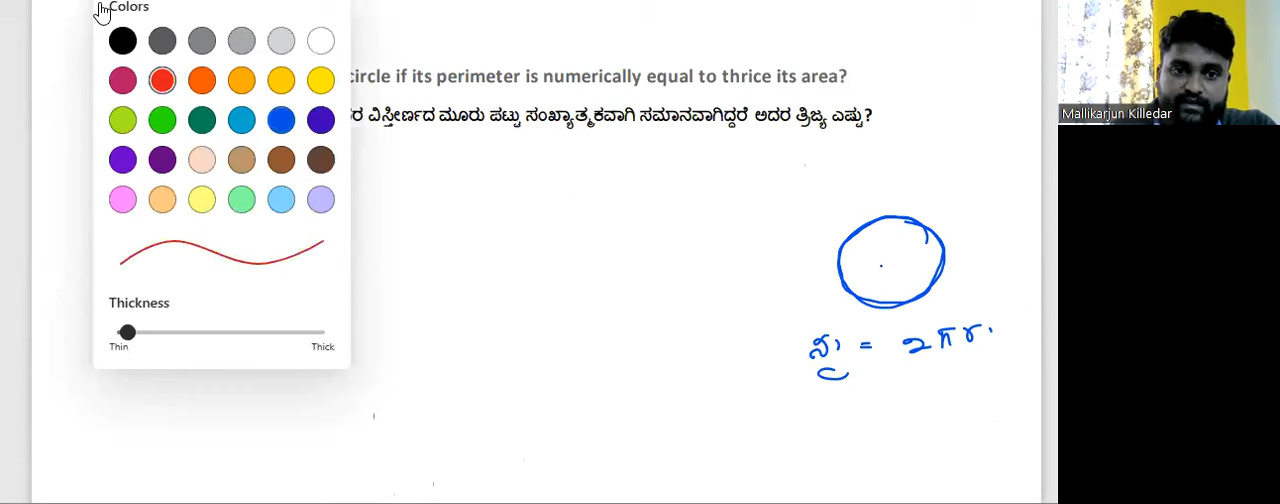 Colors
circle if its perimeter is numerically equal to thrice its area?
ವಿಸ್ತೀರ್ಣದ ಮೂರು ಪಟ್ಟು ಸಂಖ್ಯಾತ್ಮಕವಾಗಿ ಸಮಾನವಾಗಿದ್ದರೆ ಅದರ ತ್ರಿಜ್ಯ ಎಷ್ಟು?
Mallikarjun Killedar
= 2πr
Thickness
Thin Thick